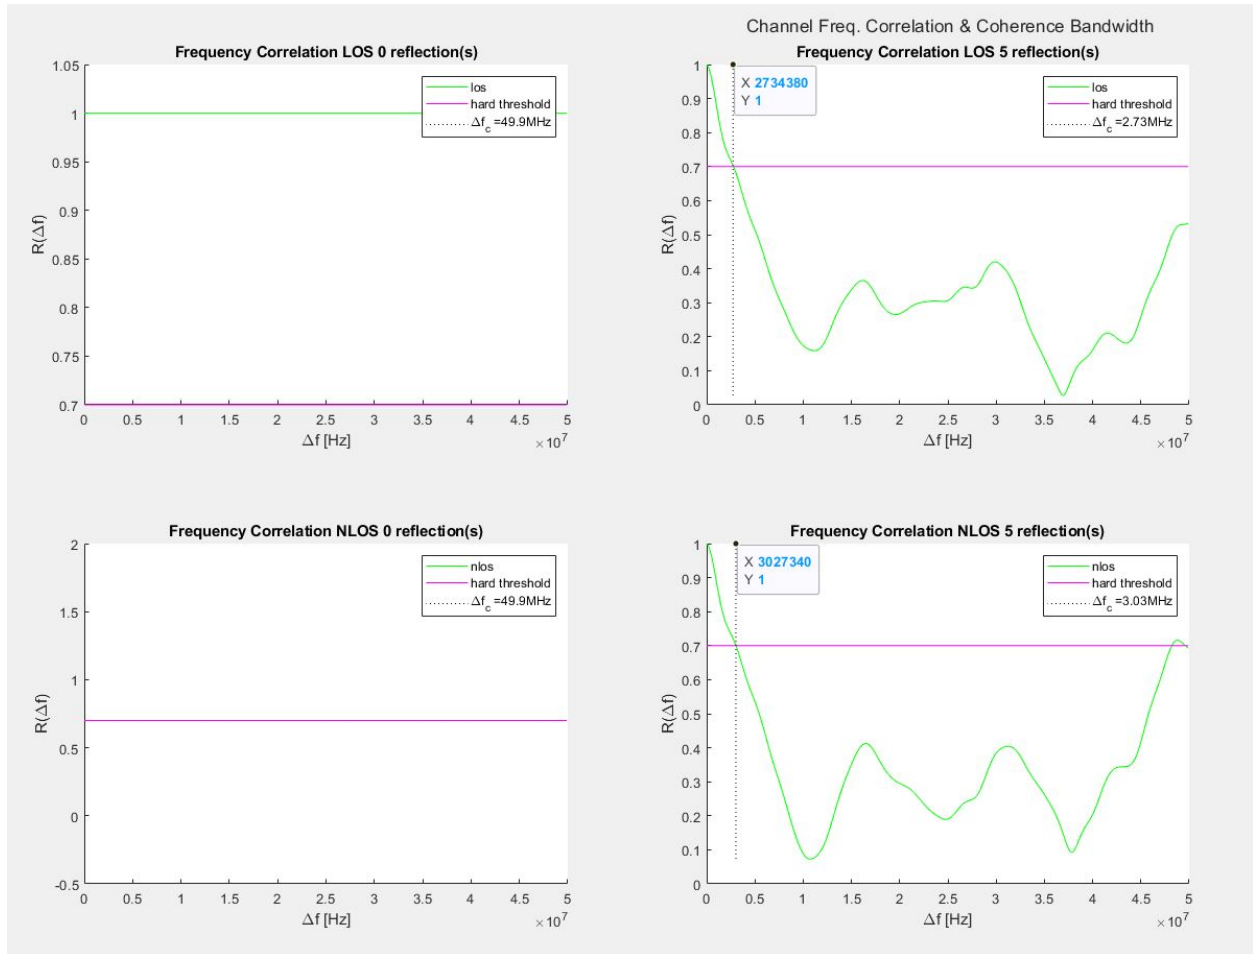 Channel Freq. Correlation & Coherence Bandwidth
Frequency Correlation LOS 0 reflection(s)
1.05
1
0.95
0.9
0.85
0.8
0.75
0.7
R(Δf)
los
hard threshold
Δf_c =49.9MHz
0 0.5 1 1.5 2 2.5 3 3.5 4 4.5 5
Δf [Hz]
×10^7
Frequency Correlation LOS 5 reflection(s)
1
0.9
0.8
0.7
0.6
0.5
0.4
0.3
0.2
0.1
0
R(Δf)
X 2734380
Y 1
los
hard threshold
Δf_c =2.73MHz
0 0.5 1 1.5 2 2.5 3 3.5 4 4.5 5
Δf [Hz]
×10^7
Frequency Correlation NLOS 0 reflection(s)
2
1.5
1
0.5
0
-0.5
R(Δf)
nlos
hard threshold
Δf_c =49.9MHz
0 0.5 1 1.5 2 2.5 3 3.5 4 4.5 5
Δf [Hz]
×10^7
Frequency Correlation NLOS 5 reflection(s)
1
0.9
0.8
0.7
0.6
0.5
0.4
0.3
0.2
0.1
0
R(Δf)
X 3027340
Y 1
nlos
hard threshold
Δf_c =3.03MHz
0 0.5 1 1.5 2 2.5 3 3.5 4 4.5 5
Δf [Hz]
×10^7